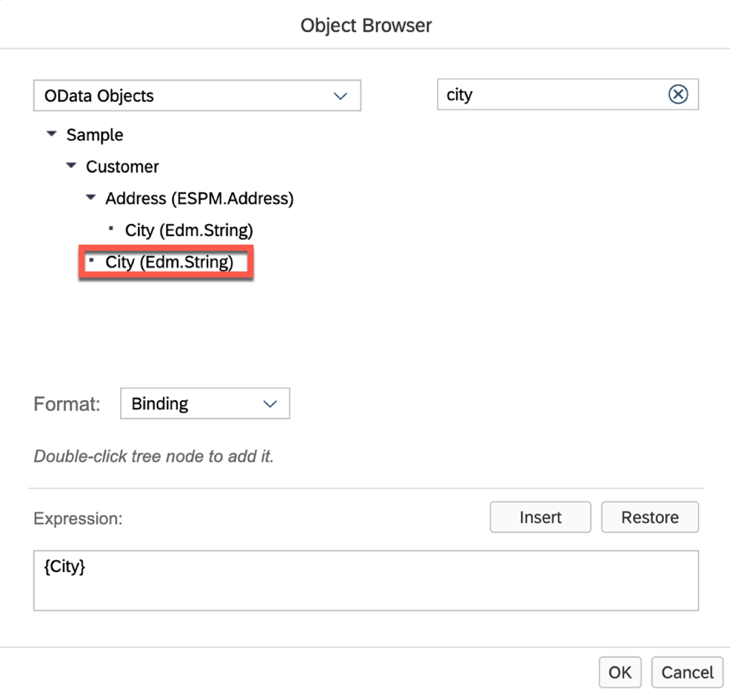 Object Browser
OData Objects
city
Sample
Customer
Address (ESPM.Address)
City (Edm.String)
City (Edm.String)
Format:
Binding
Double-click tree node to add it.
Expression:
Insert
Restore
{City}
OK
Cancel